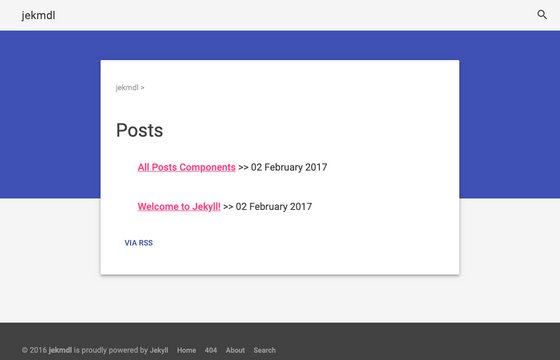 jekmdl
jekmdl >
Posts
All Posts Components >> 02 February 2017
Welcome to Jekyll! >> 02 February 2017
VIA RSS
© 2016 jekmdl is proudly powered by Jekyll Home 404 About Search